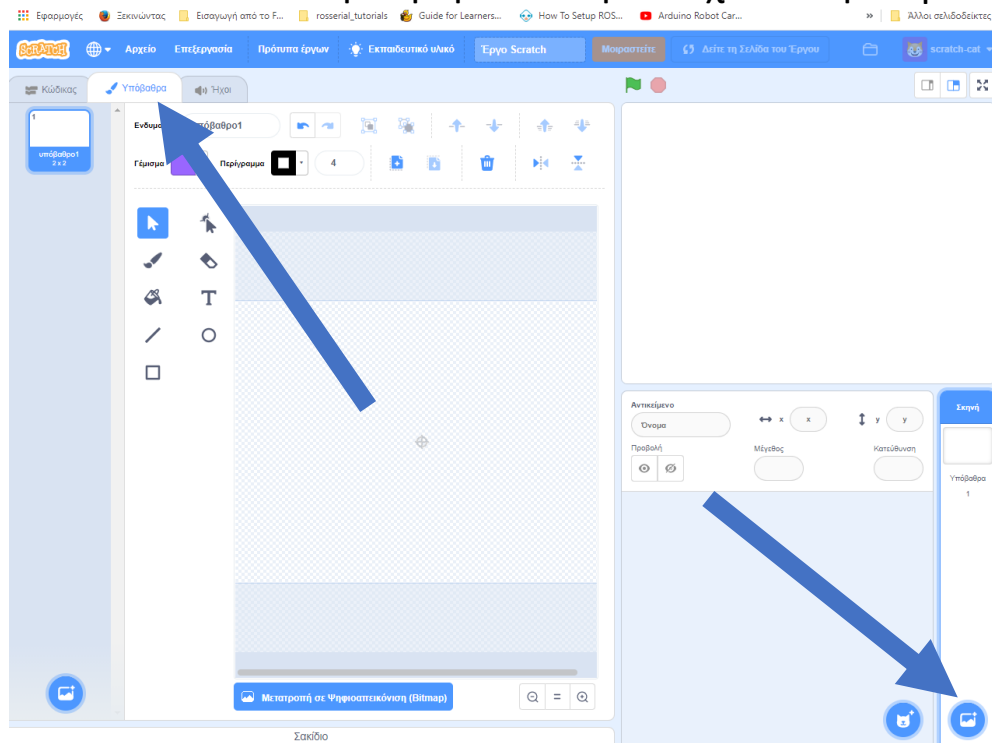 Εφαρμογές Ξεκινώντας Εισαγωγή από το F... rosserial_tutorials Guide for Learners... How To Setup ROS... Arduino Robot Car... » Άλλοι σελιδοδείκτες
SCRATCH Αρχείο Επεξεργασία Πρότυπα έργων Εκπαιδευτικό υλικό Έργο Scratch Μοιραστείτε Δείτε τη Σελίδα του Έργου scratch-cat
Κώδικας Υπόβαθρα Ήχοι
1
υπόβαθρο1
2 x 2
υπόβαθρο1
Γέμισμα Περίγραμμα 4
T
Μετατροπή σε Ψηφιοαπεικόνιση (Bitmap)
=
Σακίδιο
Αντικείμενο
Όνομα x x y y
Προβολή Μέγεθος Κατεύθυνση
Σκηνή
Υπόβαθρα
1